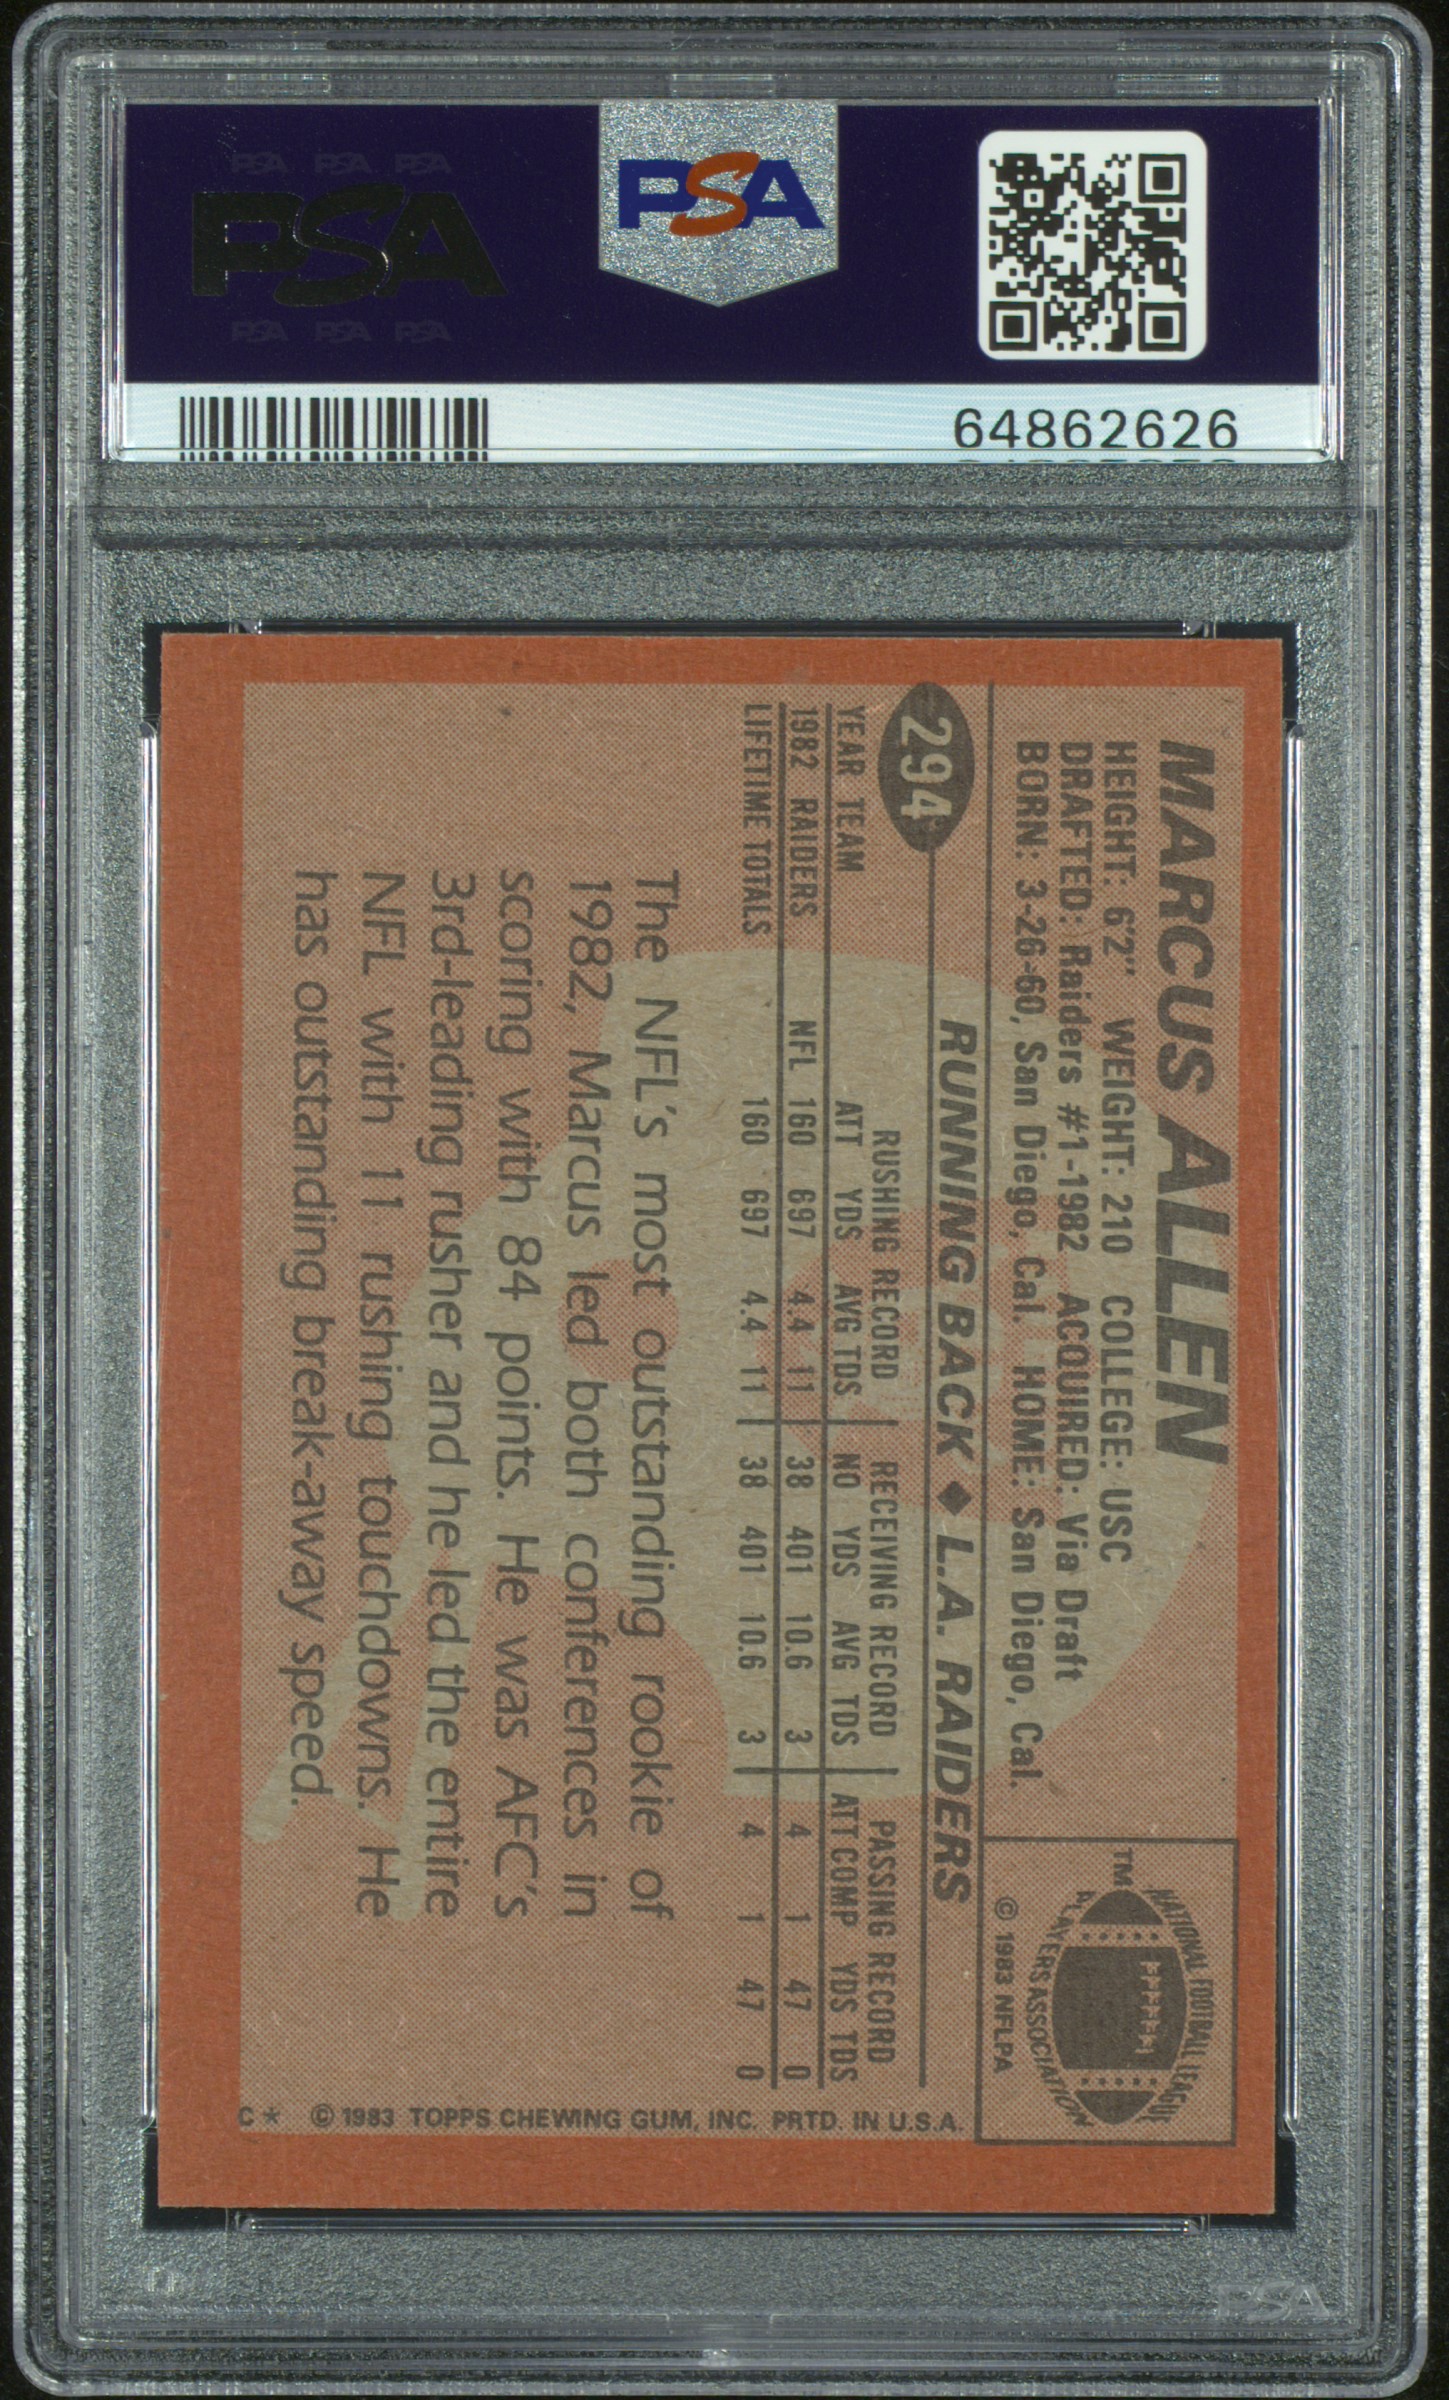 PSA PSA PSA
PSA
PSA PSA PSA
PSA
64862626
MARCUS ALLEN
HEIGHT: 6'2" WEIGHT: 210 COLLEGE: USC
DRAFTED: Raiders #1-1982 ACQUIRED: Via Draft
BORN: 3-26-60, San Diego, Cal. HOME: San Diego, Cal.
NATIONAL FOOTBALL LEAGUE
PLAYERS ASSOCIATION
TM
© 1983 NFLPA
294
RUNNING BACK ◆ L.A. RAIDERS
RUSHING RECORD RECEIVING RECORD PASSING RECORD
YEAR TEAM ATT YDS AVG TDS NO YDS AVG TDS ATT COMP YDS TDS
1982 RAIDERS NFL 160 697 4.4 11 38 401 10.6 3 4 1 47 0
LIFETIME TOTALS 160 697 4.4 11 38 401 10.6 3 4 1 47 0
The NFL's most outstanding rookie of
1982, Marcus led both conferences in
scoring with 84 points. He was AFC's
3rd-leading rusher and he led the entire
NFL with 11 rushing touchdowns. He
has outstanding break-away speed.
C* © 1983 TOPPS CHEWING GUM, INC. PRTD. IN U.S.A.
PSA